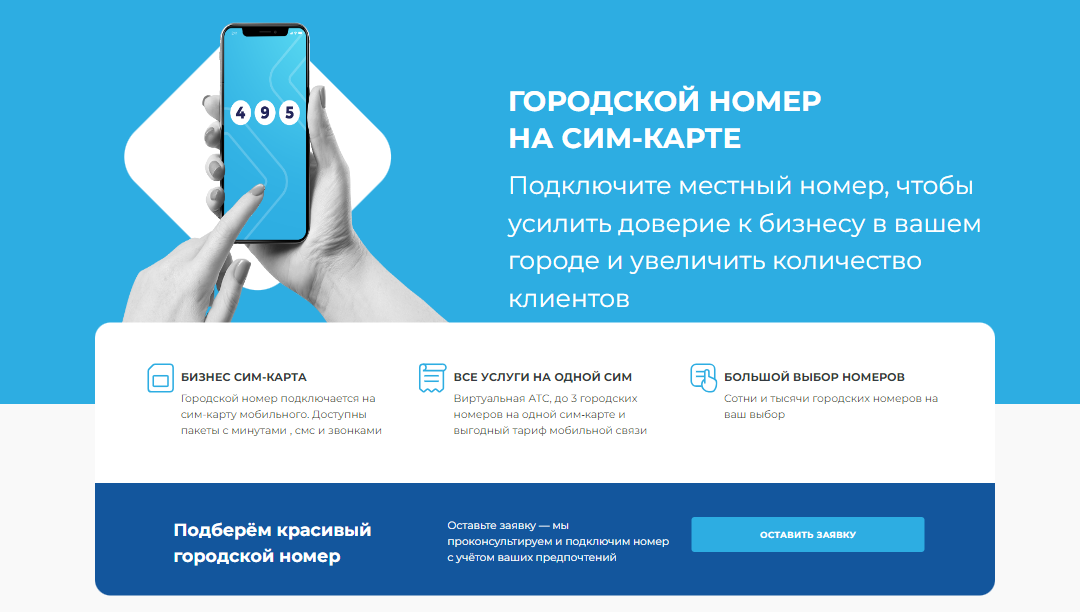 4 9 5
ГОРОДСКОЙ НОМЕР
НА СИМ-КАРТЕ
Подключите местный номер, чтобы
усилить доверие к бизнесу в вашем
городе и увеличить количество
клиентов
БИЗНЕС СИМ-КАРТА
Городской номер подключается на
сим-карту мобильного. Доступны
пакеты с минутами , смс и звонками
ВСЕ УСЛУГИ НА ОДНОЙ СИМ
Виртуальная АТС, до 3 городских
номеров на одной сим-карте и
выгодный тариф мобильной связи
БОЛЬШОЙ ВЫБОР НОМЕРОВ
Сотни и тысячи городских номеров на
ваш выбор
Подберём красивый
городской номер
Оставьте заявку — мы
проконсультируем и подключим номер
с учётом ваших предпочтений
ОСТАВИТЬ ЗАЯВКУ